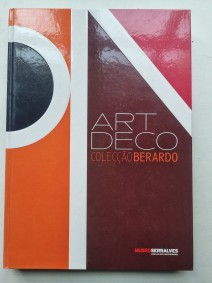 ART
DECO
COLECÇÃO BERARDO
MUSEU SERRALVES